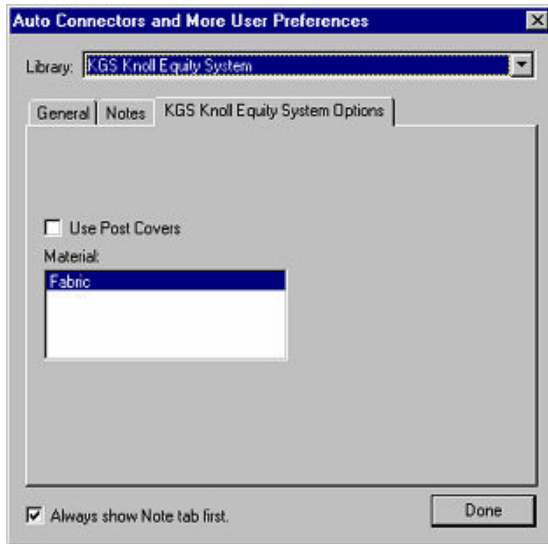 Auto Connectors and More User Preferences
Library: KGS Knoll Equity System
General Notes KGS Knoll Equity System Options
Use Post Covers
Material:
Fabric
Always show Note tab first.
Done